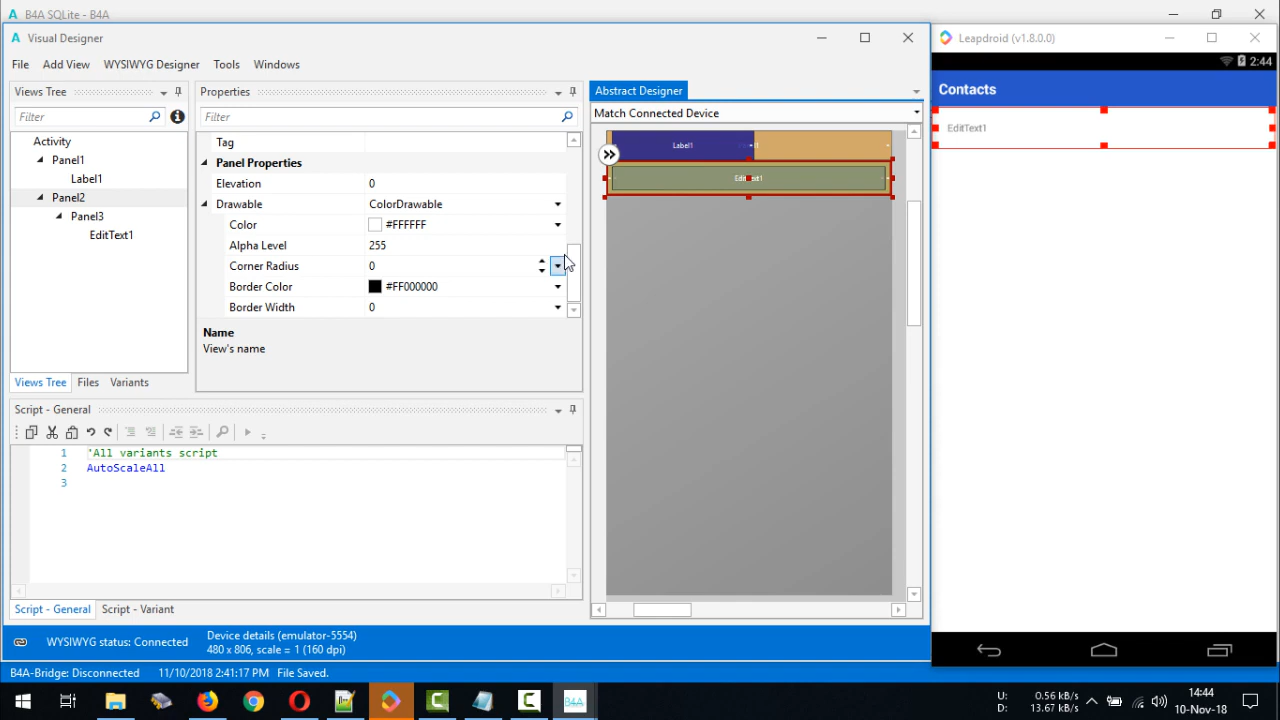 B4A SQLite - B4A
Visual Designer
File Add View WYSIWYG Designer Tools Windows
Views Tree
Filter
Activity
Panel1
Label1
Panel2
Panel3
EditText1
Views Tree Files Variants
Properties
Filter
Tag
Panel Properties
Elevation 0
Drawable ColorDrawable
Color #FFFFFF
Alpha Level 255
Corner Radius 0
Border Color #FF000000
Border Width 0
Name
View's name
Script - General
1 'All variants script
2 AutoScaleAll
3
Script - General Script - Variant
Abstract Designer
Match Connected Device
Label1
EditText1
WYSIWYG status: Connected
Device details (emulator-5554)
480 x 806, scale = 1 (160 dpi)
B4A-Bridge: Disconnected 11/10/2018 2:41:17 PM File Saved.
Leapdroid (v1.8.0.0)
2:44
Contacts
EditText1
B4A
U: 0.56 kB/s
D: 13.67 kB/s
14:44
10-Nov-18